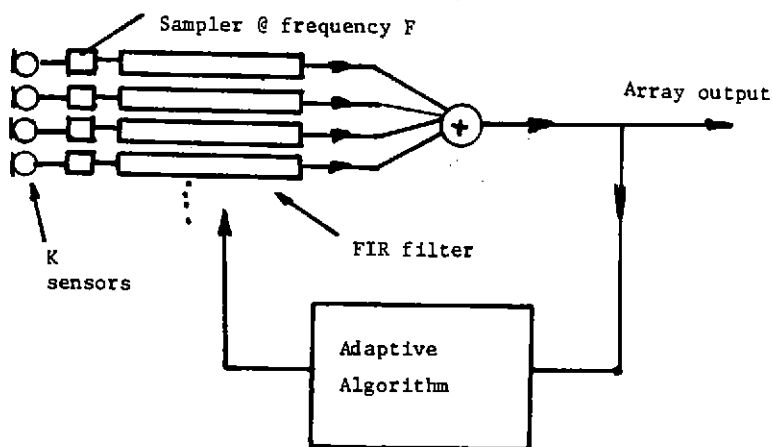 Sampler @ frequency F
Array output
+
K
sensors
FIR filter
Adaptive
Algorithm